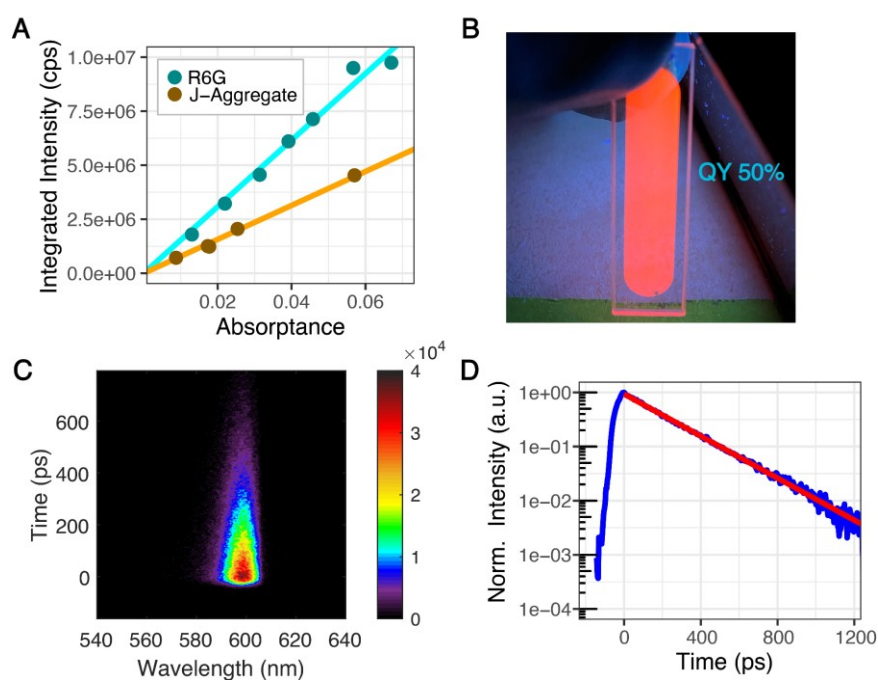 A
Integrated Intensity (cps)
1.0e+07
7.5e+06
5.0e+06
2.5e+06
0.0e+00
R6G
J-Aggregate
0.02
0.04
0.06
Absorptance
B
QY 50%
C
Time (ps)
600
400
200
0
540
560
580
600
620
640
Wavelength (nm)
×10⁴
4
3
2
1
0
D
Norm. Intensity (a.u.)
1e+00
1e−01
1e−02
1e−03
1e−04
0
400
800
1200
Time (ps)